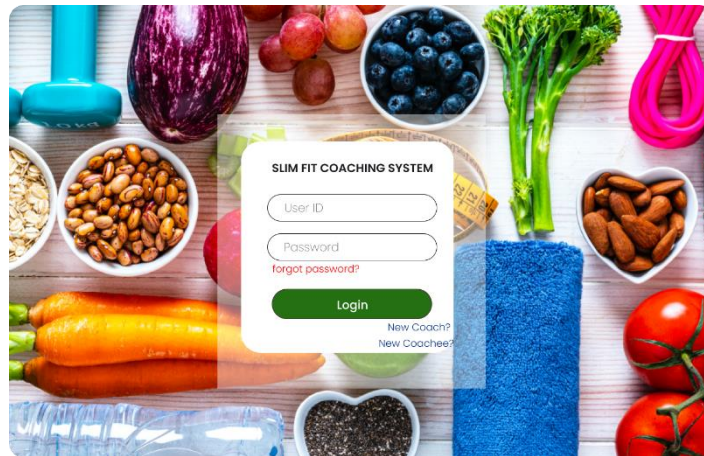 SLIM FIT COACHING SYSTEM
User ID
Password
forgot password?
Login
New Coach?
New Coachee?